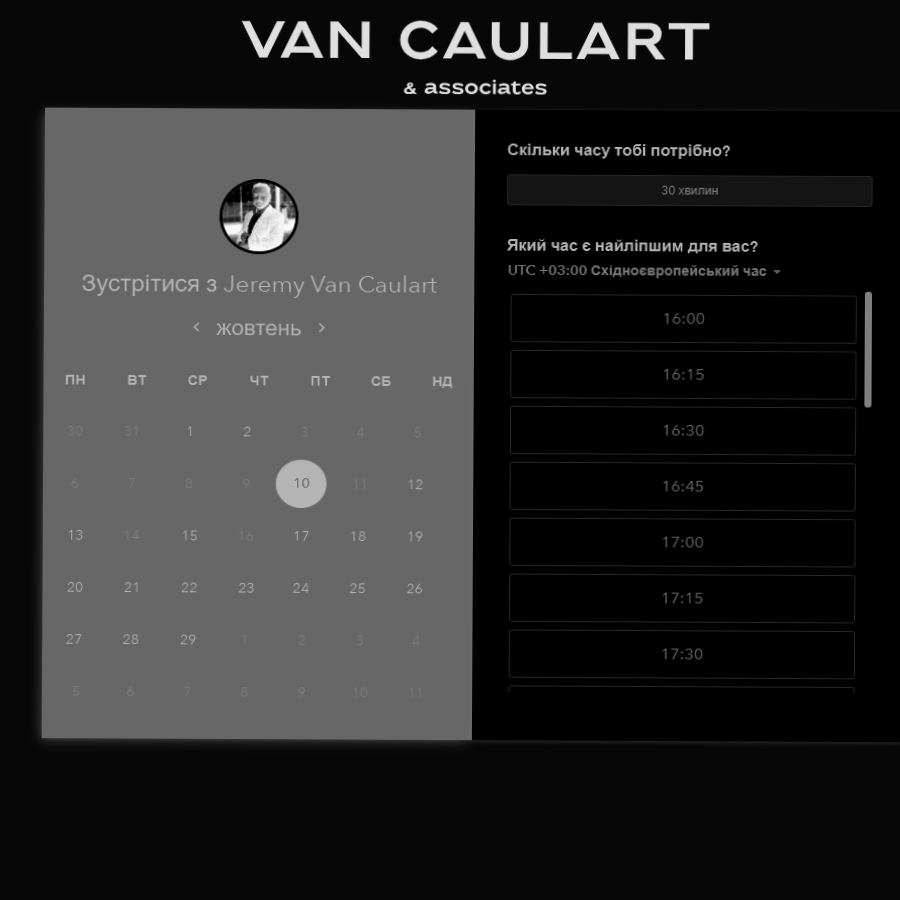 VAN CAULART
& associates
Зустрітися з Jeremy Van Caulart
жовтень
ПН ВТ СР ЧТ ПТ СБ НД
30 31 1 2 3 4 5
6 7 8 9 10 11 12
13 14 15 16 17 18 19
20 21 22 23 24 25 26
27 28 29 1 2 3 4
5 6 7 8 9 10 11
Скільки часу тобі потрібно?
30 хвилин
Який час є найліпшим для вас?
UTC +03:00 Східноєвропейський час
16:00
16:15
16:30
16:45
17:00
17:15
17:30